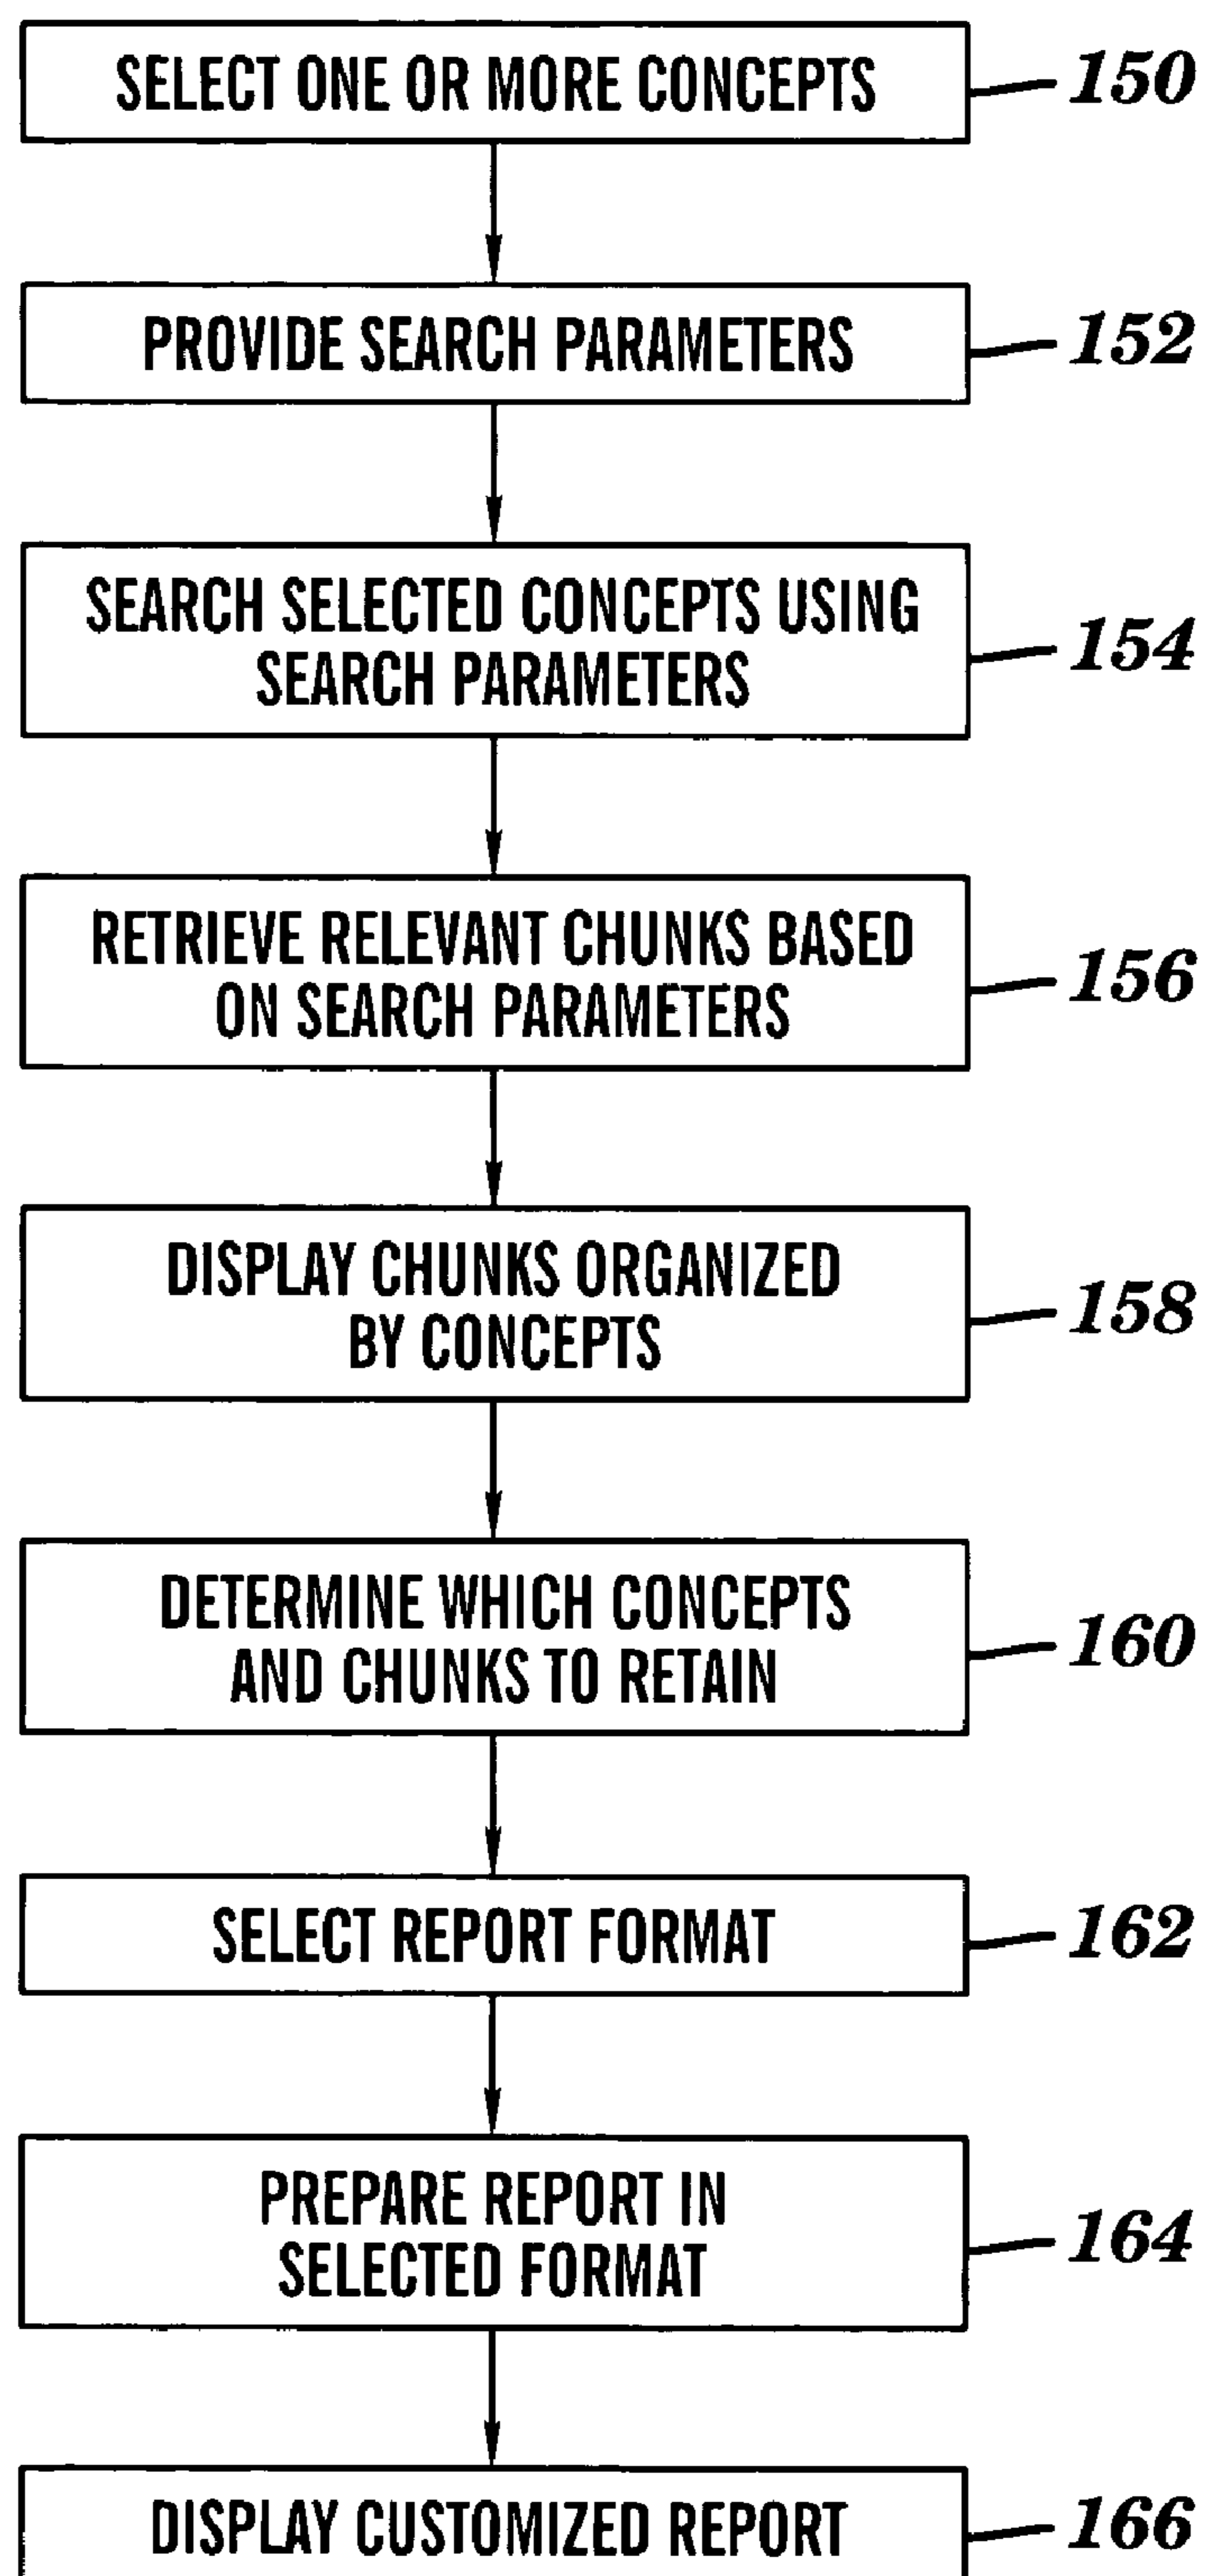 SELECT ONE OR MORE CONCEPTS
150
PROVIDE SEARCH PARAMETERS
152
SEARCH SELECTED CONCEPTS USING
SEARCH PARAMETERS
154
RETRIEVE RELEVANT CHUNKS BASED
ON SEARCH PARAMETERS
156
DISPLAY CHUNKS ORGANIZED
BY CONCEPTS
158
DETERMINE WHICH CONCEPTS
AND CHUNKS TO RETAIN
160
SELECT REPORT FORMAT
162
PREPARE REPORT IN
SELECTED FORMAT
164
DISPLAY CUSTOMIZED REPORT
166